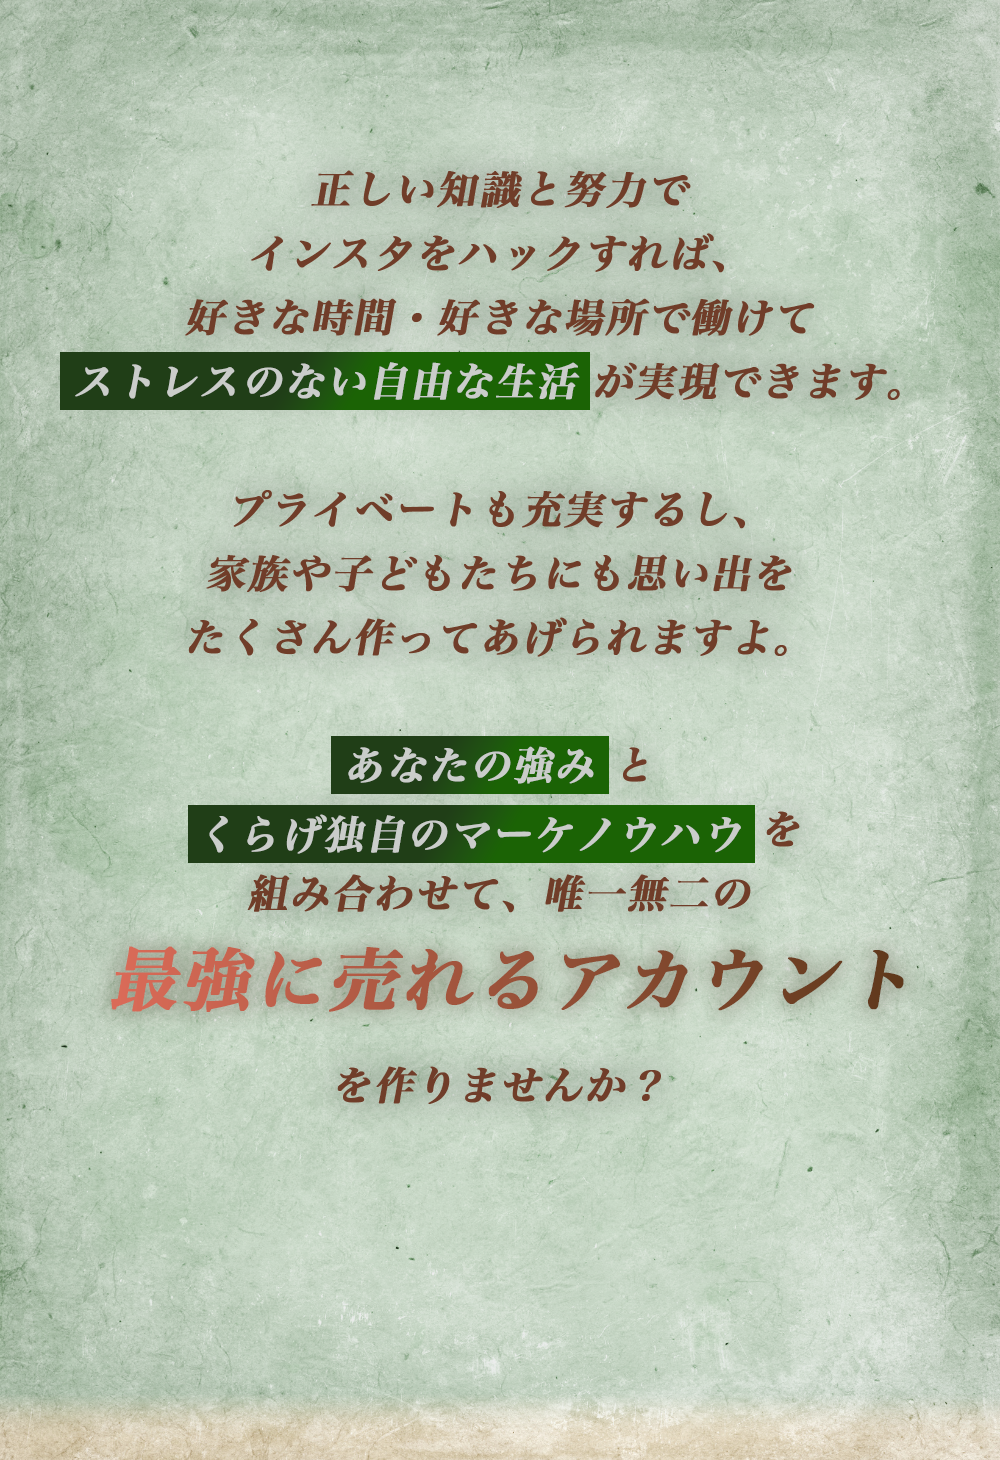 正しい知識と努力で
インスタをハックすれば、
好きな時間・好きな場所で働けて
ストレスのない自由な生活が実現できます。
プライベートも充実するし、
家族や子どもたちにも思い出を
たくさん作ってあげられますよ。
あなたの強みと
くらげ独自のマーケノウハウを
組み合わせて、唯一無二の
最強に売れるアカウント
を作りませんか？